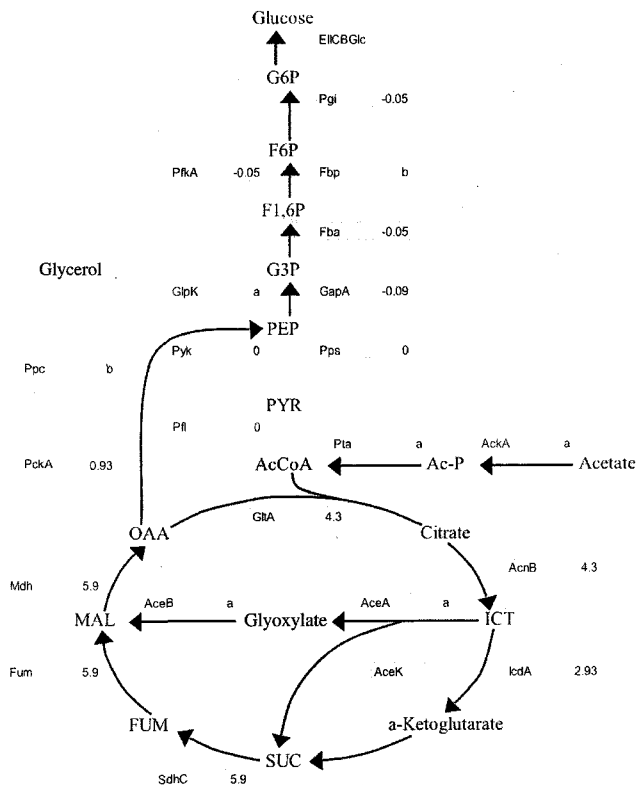 Glucose
EIICBGlc
G6P
Pgi -0.05
F6P
PfkA -0.05 Fbp b
F1,6P
Fba -0.05
Glycerol G3P
GlpK a GapA -0.09
PEP
Pyk 0 Pps 0
Ppc b
PYR
Pfl 0
Pta a AckA a
PckA 0.93 AcCoA Ac-P Acetate
GltA 4.3
OAA Citrate
AcnB 4.3
Mdh 5.9
AceB a AceA a
MAL Glyoxylate ICT
Fum 5.9 AceK IcdA 2.93
FUM a-Ketoglutarate
SUC
SdhC 5.9